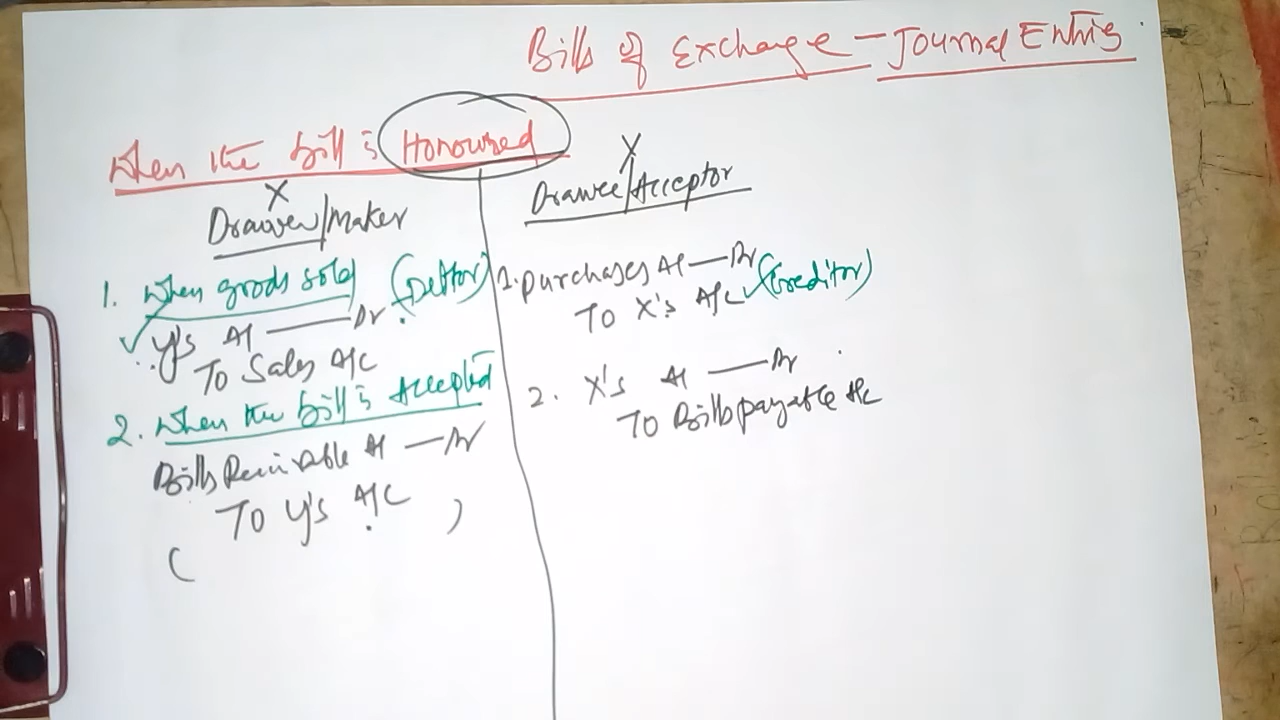 Bills of Exchange – Journal Entries
When the bill is Honoured
X
Drawer/Maker
1. When goods sold (Debtor)
Y's A/c — Dr
To Sales A/c
2. When the bill is Accepted
Bills Receivable A/c — Dr
To Y's A/c
( )
X
Drawee/Acceptor
1. Purchases A/c — Dr
To X's A/c (Creditor)
2. X's A/c — Dr
To Bills payable A/c